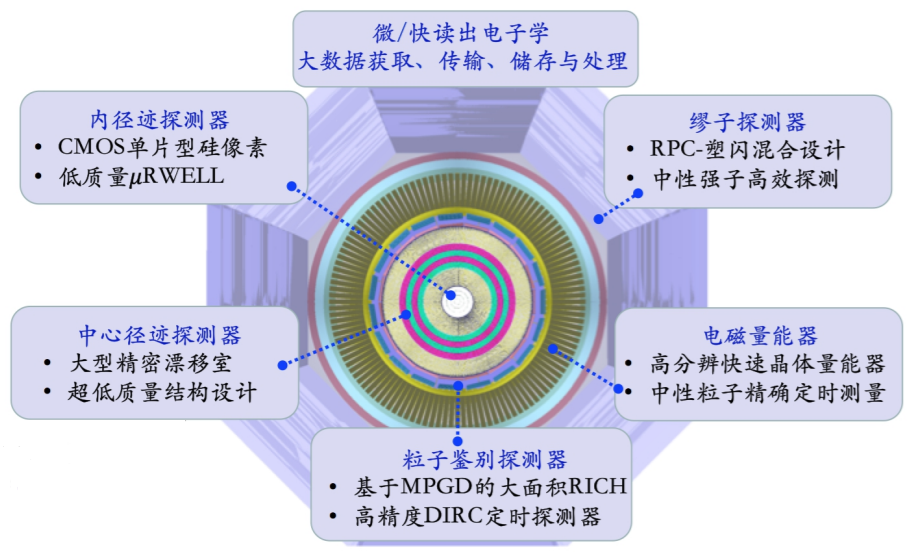 微/快读出电子学
大数据获取、传输、储存与处理
内径迹探测器
• CMOS单片型硅像素
• 低质量μRWELL
缪子探测器
• RPC-塑闪混合设计
• 中性强子高效探测
中心径迹探测器
• 大型精密漂移室
• 超低质量结构设计
电磁量能器
• 高分辨快速晶体量能器
• 中性粒子精确定时测量
粒子鉴别探测器
• 基于MPGD的大面积RICH
• 高精度DIRC定时探测器